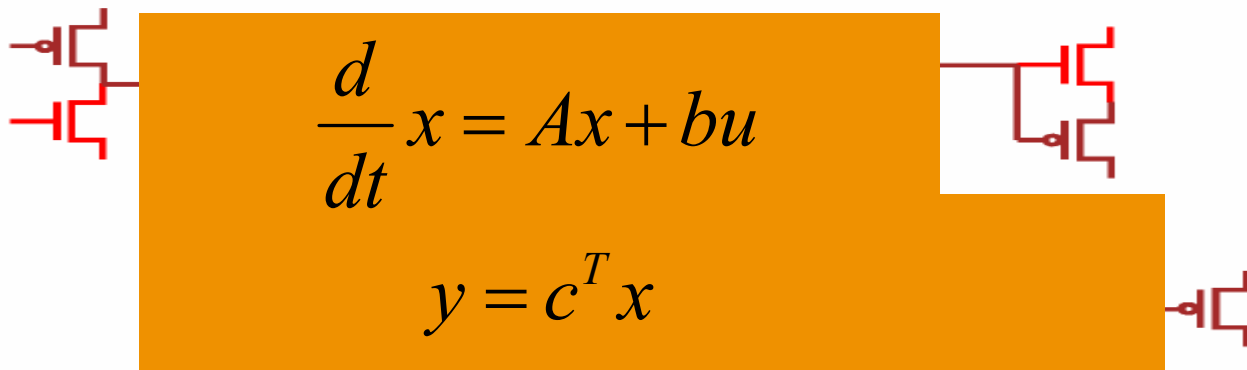 d/dt x = Ax + bu
y = c^T x